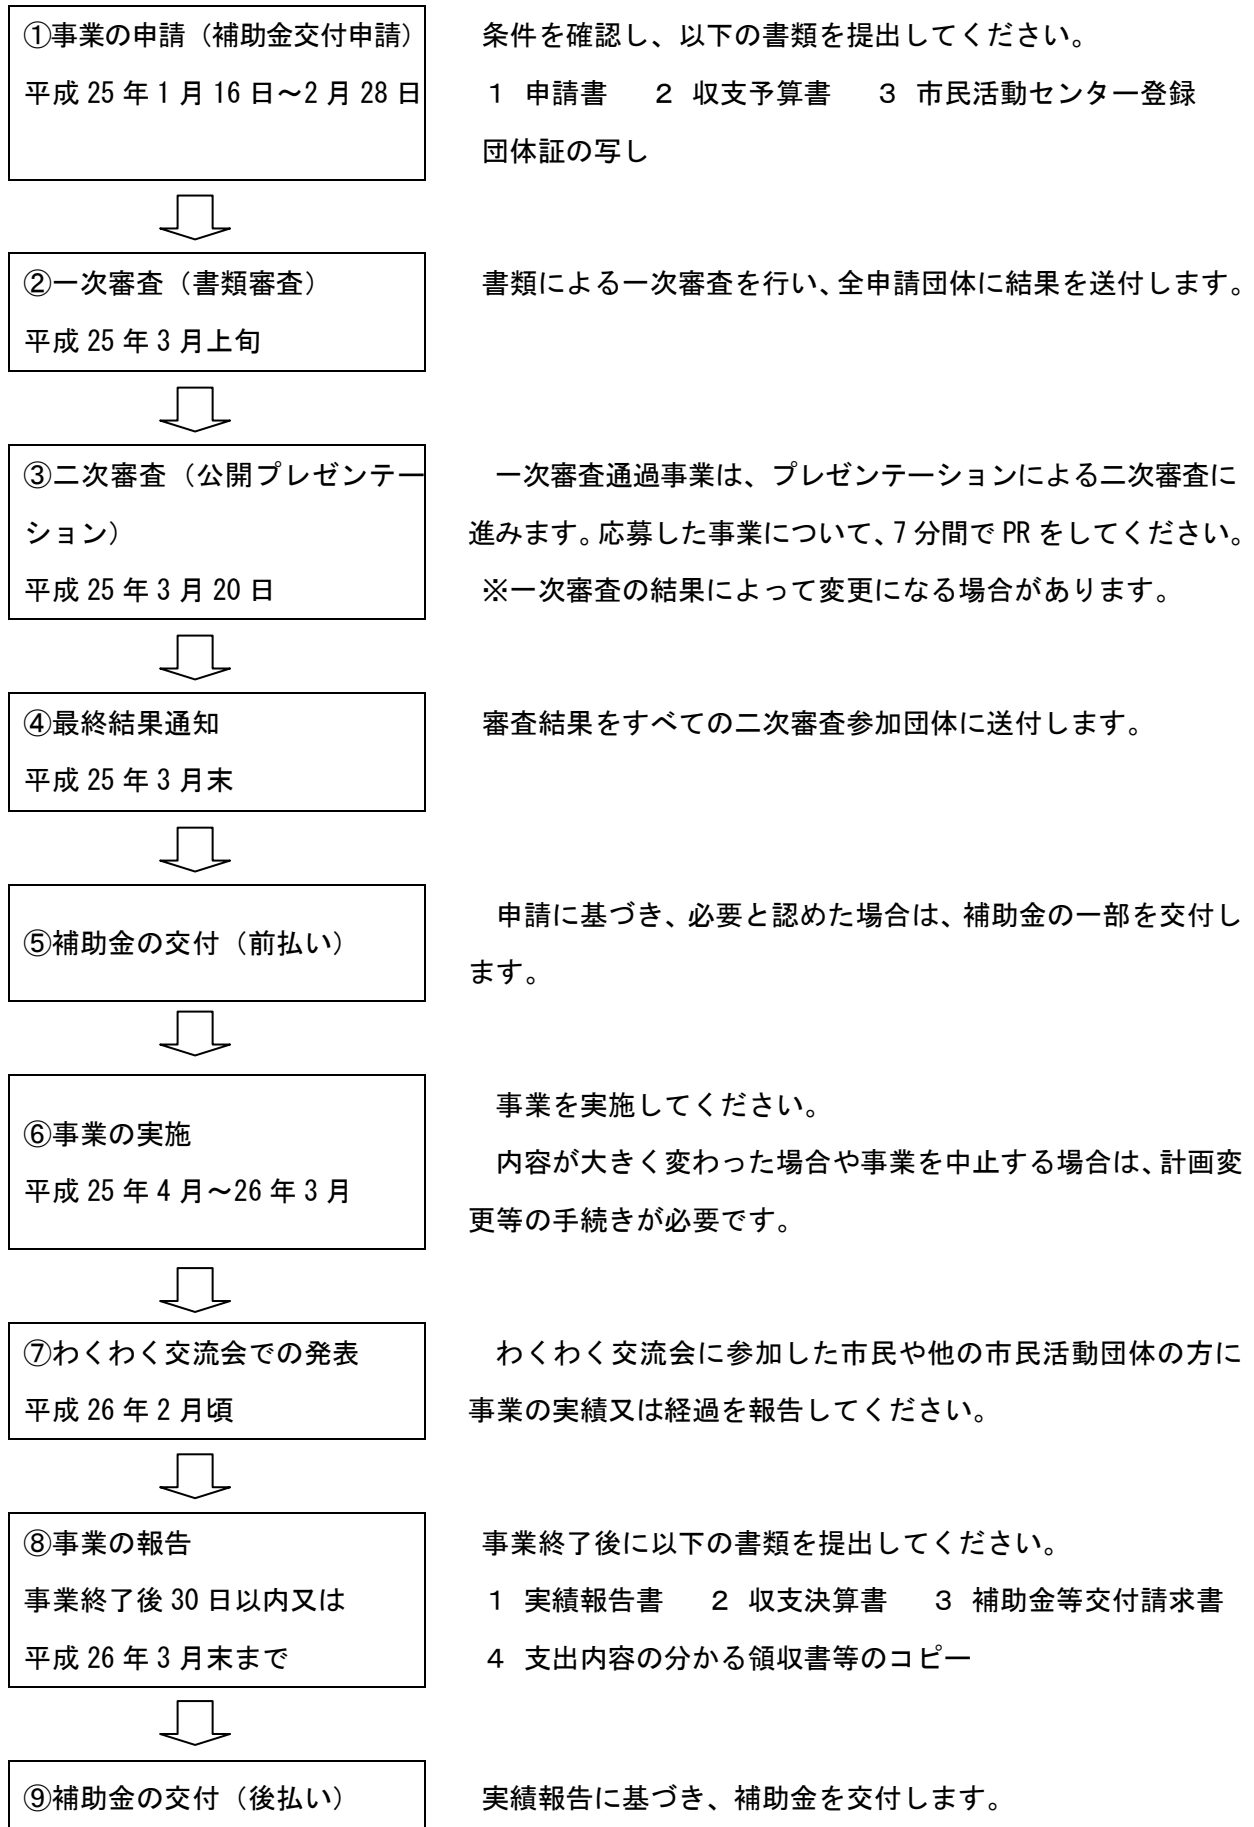 ①事業の申請（補助金交付申請）
平成 25 年 1 月 16 日～2 月 28 日
条件を確認し、以下の書類を提出してください。
１ 申請書　２ 収支予算書　３ 市民活動センター登録
団体証の写し
②一次審査（書類審査）
平成 25 年 3 月上旬
書類による一次審査を行い、全申請団体に結果を送付します。
③二次審査（公開プレゼンテー
ション）
平成 25 年 3 月 20 日
一次審査通過事業は、プレゼンテーションによる二次審査に
進みます。応募した事業について、7 分間で PR をしてください。
※一次審査の結果によって変更になる場合があります。
④最終結果通知
平成 25 年 3 月末
審査結果をすべての二次審査参加団体に送付します。
⑤補助金の交付（前払い）
申請に基づき、必要と認めた場合は、補助金の一部を交付し
ます。
⑥事業の実施
平成 25 年 4 月～26 年 3 月
事業を実施してください。
内容が大きく変わった場合や事業を中止する場合は、計画変
更等の手続きが必要です。
⑦わくわく交流会での発表
平成 26 年 2 月頃
わくわく交流会に参加した市民や他の市民活動団体の方に
事業の実績又は経過を報告してください。
⑧事業の報告
事業終了後 30 日以内又は
平成 26 年 3 月末まで
事業終了後に以下の書類を提出してください。
１ 実績報告書　２ 収支決算書　３ 補助金等交付請求書
４ 支出内容の分かる領収書等のコピー
⑨補助金の交付（後払い）
実績報告に基づき、補助金を交付します。